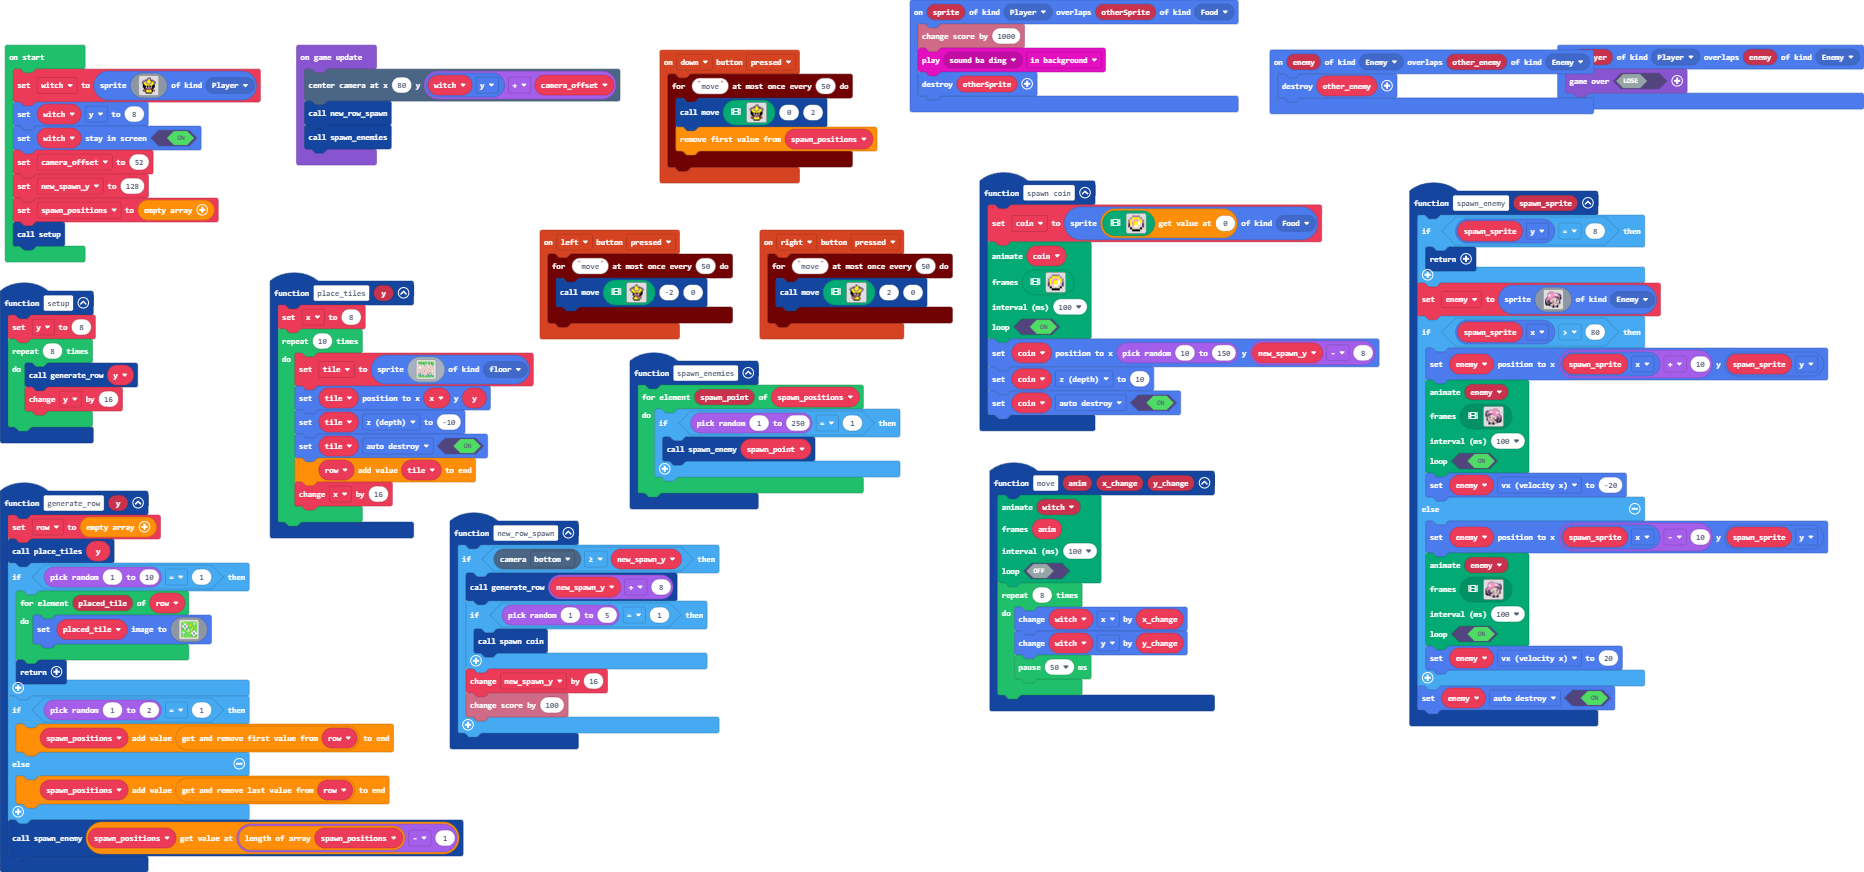 on start
set witch to sprite of kind Player
set witch y to 8
set witch stay in screen ON
set camera_offset to 52
set new_spawn_y to 128
set spawn_positions to empty array
call setup
on game update
center camera at x 80 y witch y + camera_offset
call new_row_spawn
call spawn_enemies
on down button pressed
for "move" at most once every 50 do
call move 0 2
remove first value from spawn_positions
on sprite of kind Player overlaps otherSprite of kind Food
change score by 1000
play sound ba ding in background
destroy otherSprite
on enemy of kind Enemy overlaps other_enemy of kind Enemy
destroy other_enemy
yer of kind Player overlaps enemy of kind Enemy
game over LOSE
function setup
set y to 8
repeat 8 times
do call generate_row y
change y by 16
function place_tiles y
set x to 8
repeat 10 times
do set tile to sprite of kind floor
set tile position to x x y y
set tile z (depth) to -10
set tile auto destroy ON
row add value tile to end
change x by 16
on left button pressed
for "move" at most once every 50 do
call move -2 0
on right button pressed
for "move" at most once every 50 do
call move 2 0
function spawn_enemies
for element spawn_point of spawn_positions
do if pick random 1 to 250 = 1 then
call spawn_enemy spawn_point
function spawn coin
set coin to sprite get value at 0 of kind Food
animate coin
frames
interval (ms) 100
loop ON
set coin position to x pick random 10 to 150 y new_spawn_y - 8
set coin z (depth) to 10
set coin auto destroy ON
function spawn_enemy spawn_sprite
if spawn_sprite y = 8 then
return
set enemy to sprite of kind Enemy
if spawn_sprite x > 80 then
set enemy position to x spawn_sprite x + 10 y spawn_sprite y
animate enemy
frames
interval (ms) 100
loop ON
set enemy vx (velocity x) to -20
else
set enemy position to x spawn_sprite x - 10 y spawn_sprite y
animate enemy
frames
interval (ms) 100
loop ON
set enemy vx (velocity x) to 20
set enemy auto destroy ON
function generate_row y
set row to empty array
call place_tiles y
if pick random 1 to 10 = 1 then
for element placed_tile of row
do set placed_tile image to
return
if pick random 1 to 2 = 1 then
spawn_positions add value get and remove first value from row to end
else
spawn_positions add value get and remove last value from row to end
call spawn_enemy spawn_positions get value at length of array spawn_positions - 1
function new_row_spawn
if camera bottom ≥ new_spawn_y then
call generate_row new_spawn_y + 8
if pick random 1 to 5 = 1 then
call spawn coin
change new_spawn_y by 16
change score by 100
function move anim x_change y_change
animate witch
frames anim
interval (ms) 100
loop OFF
repeat 8 times
do change witch x by x_change
change witch y by y_change
pause 50 ms